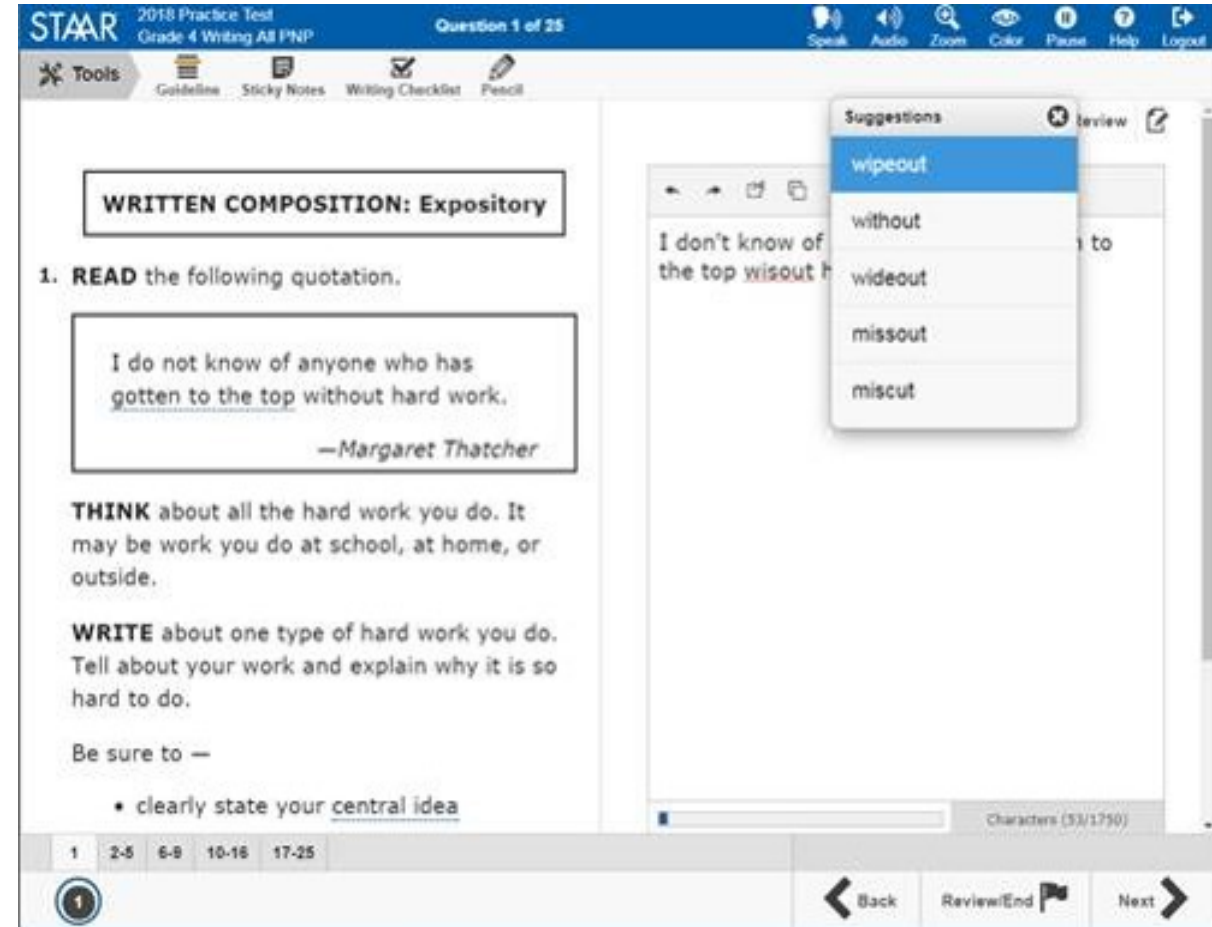 STAAR
2018 Practice Test
Grade 4 Writing All PNP
Question 1 of 25
Speak Audio Zoom Color Pause Help Logout
Tools
Guideline Sticky Notes Writing Checklist Pencil
WRITTEN COMPOSITION: Expository
1. READ the following quotation.
I do not know of anyone who has
gotten to the top without hard work.
—Margaret Thatcher
THINK about all the hard work you do. It
may be work you do at school, at home, or
outside.
WRITE about one type of hard work you do.
Tell about your work and explain why it is so
hard to do.
Be sure to —
• clearly state your central idea
Suggestions
wipeout
without
wideout
missout
miscut
I don't know of to
the top wisout
Characters (53/1750)
1 2-5 6-9 10-16 17-25
1
Back Review/End Next